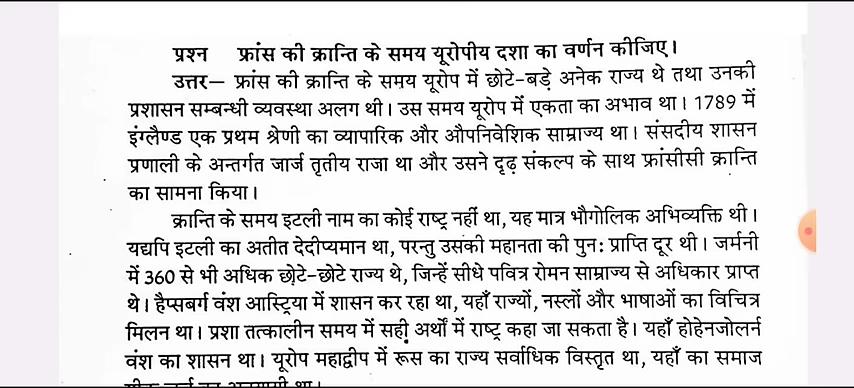 प्रश्न फ्रांस की क्रान्ति के समय यूरोपीय दशा का वर्णन कीजिए।
उत्तर— फ्रांस की क्रान्ति के समय यूरोप में छोटे-बड़े अनेक राज्य थे तथा उनकी
प्रशासन सम्बन्धी व्यवस्था अलग थी। उस समय यूरोप में एकता का अभाव था। 1789 में
इंग्लैण्ड एक प्रथम श्रेणी का व्यापारिक और औपनिवेशिक साम्राज्य था। संसदीय शासन
प्रणाली के अन्तर्गत जार्ज तृतीय राजा था और उसने दृढ़ संकल्प के साथ फ्रांसीसी क्रान्ति
का सामना किया।
क्रान्ति के समय इटली नाम का कोई राष्ट्र नहीं था, यह मात्र भौगोलिक अभिव्यक्ति थी।
यद्यपि इटली का अतीत देदीप्यमान था, परन्तु उसकी महानता की पुन: प्राप्ति दूर थी। जर्मनी
में 360 से भी अधिक छोटे-छोटे राज्य थे, जिन्हें सीधे पवित्र रोमन साम्राज्य से अधिकार प्राप्त
थे। हैप्सबर्ग वंश आस्ट्रिया में शासन कर रहा था, यहाँ राज्यों, नस्लों और भाषाओं का विचित्र
मिलन था। प्रशा तत्कालीन समय में सही अर्थों में राष्ट्र कहा जा सकता है। यहाँ होहेनजोलर्न
वंश का शासन था। यूरोप महाद्वीप में रूस का राज्य सर्वाधिक विस्तृत था, यहाँ का समाज